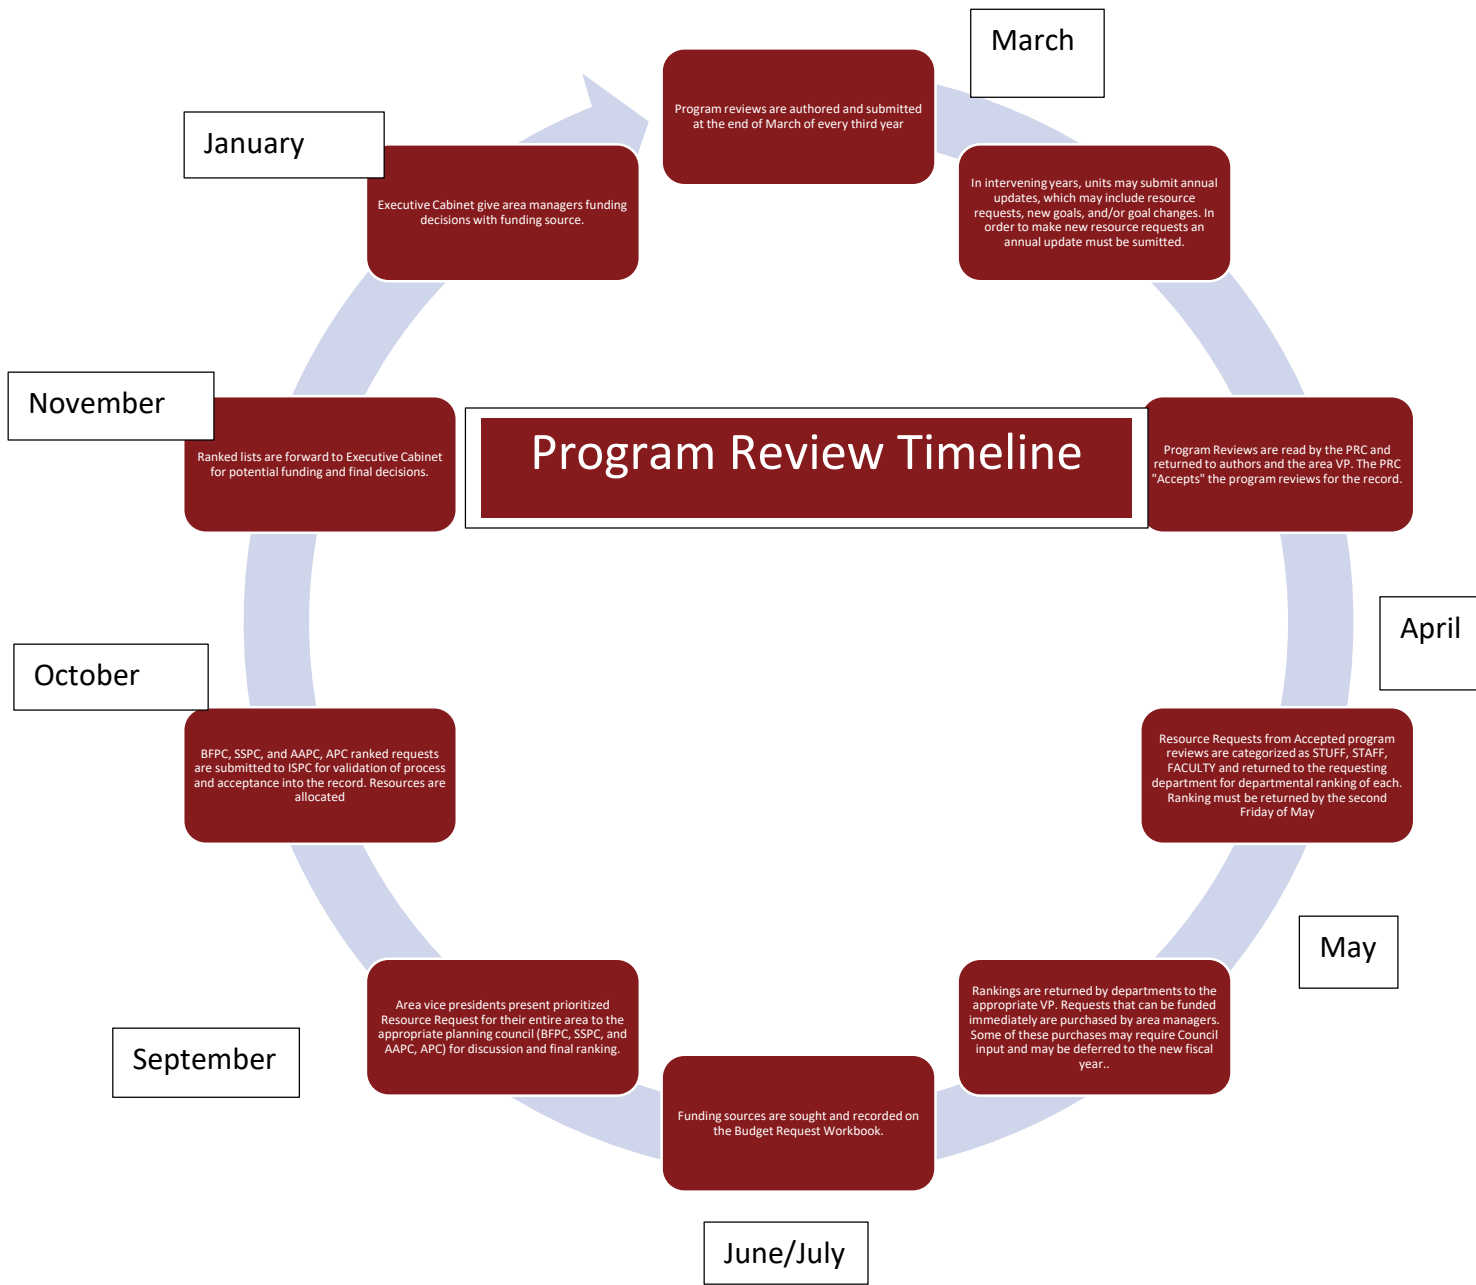 March
Program reviews are authored and submitted
at the end of March of every third year
In intervening years, units may submit annual
updates, which may include resource
requests, new goals, and/or goal changes. In
order to make new resource requests an
annual update must be sumitted.
Program Reviews are read by the PRC and
returned to authors and the area VP. The PRC
"Accepts" the program reviews for the record.
April
Resource Requests from Accepted program
reviews are categorized as STUFF, STAFF,
FACULTY and returned to the requesting
department for departmental ranking of each.
Ranking must be returned by the second
Friday of May
May
Rankings are returned by departments to the
appropriate VP. Requests that can be funded
immediately are purchased by area managers.
Some of these purchases may require Council
input and may be deferred to the new fiscal
year..
Funding sources are sought and recorded on
the Budget Request Workbook.
June/July
Area vice presidents present prioritized
Resource Request for their entire area to the
appropriate planning council (BFPC, SSPC, and
AAPC, APC) for discussion and final ranking.
September
BFPC, SSPC, and AAPC, APC ranked requests
are submitted to ISPC for validation of process
and acceptance into the record. Resources are
allocated
October
Ranked lists are forward to Executive Cabinet
for potential funding and final decisions.
November
Executive Cabinet give area managers funding
decisions with funding source.
January
Program Review Timeline